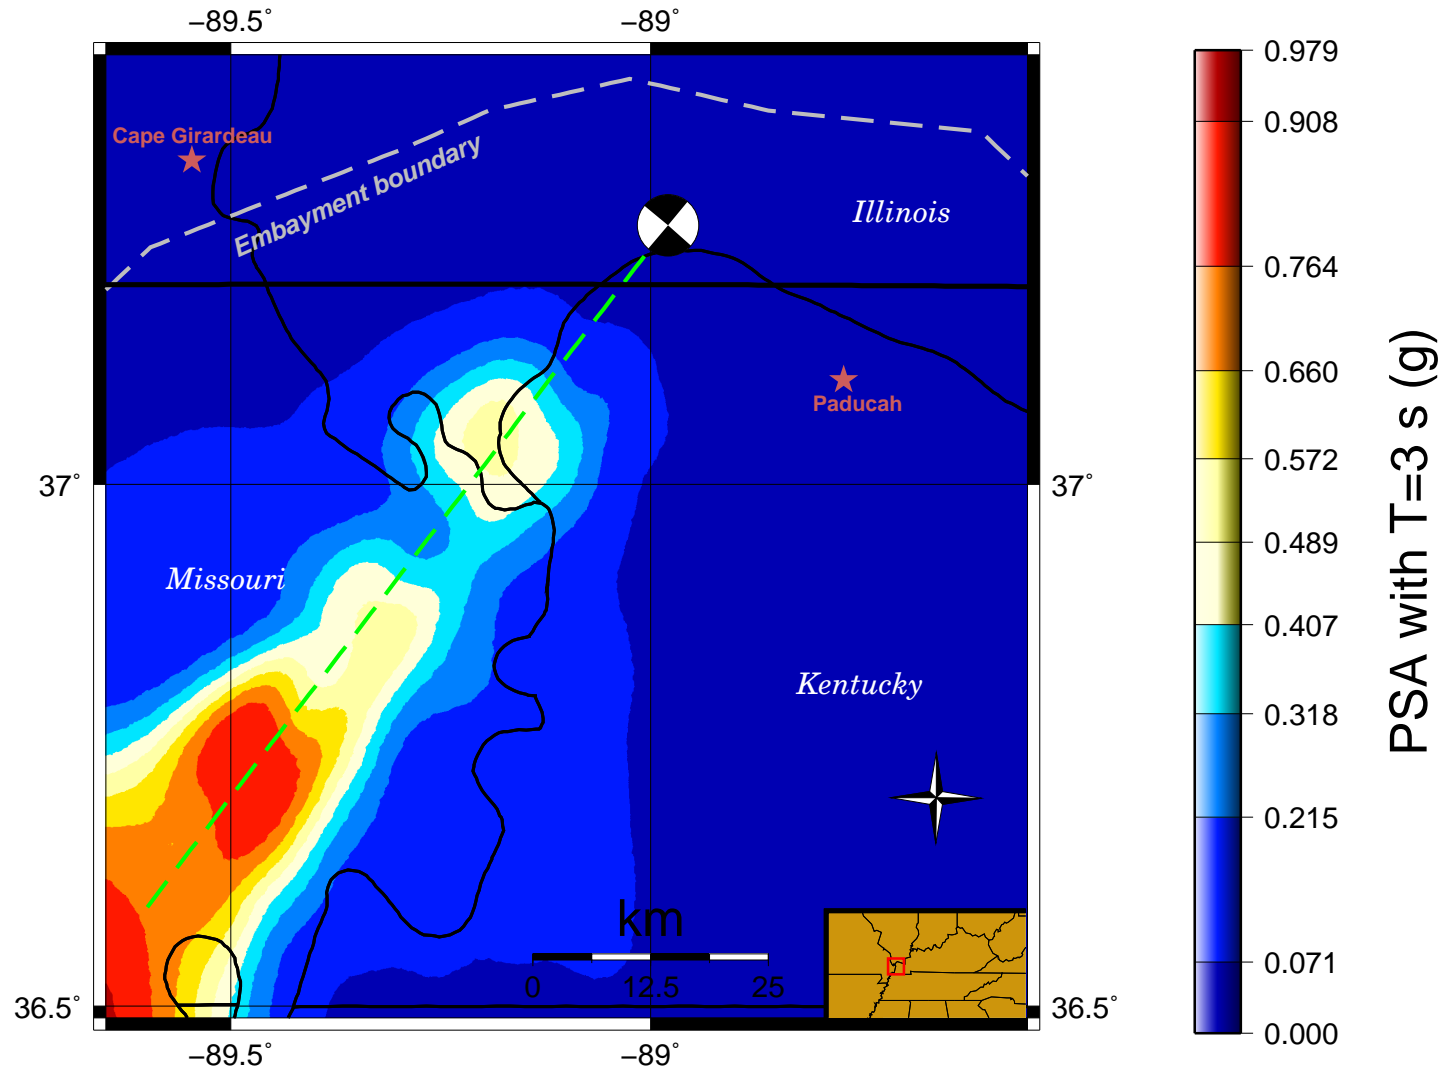 −89.5˚
−89˚
Cape Girardeau
Embayment boundary
Illinois
Paducah
37˚
37˚
Missouri
Kentucky
km
0
12.5
25
36.5˚
36.5˚
−89.5˚
−89˚
0.979
0.908
0.764
0.660
0.572
0.489
0.407
0.318
0.215
0.071
0.000
PSA with T=3 s (g)